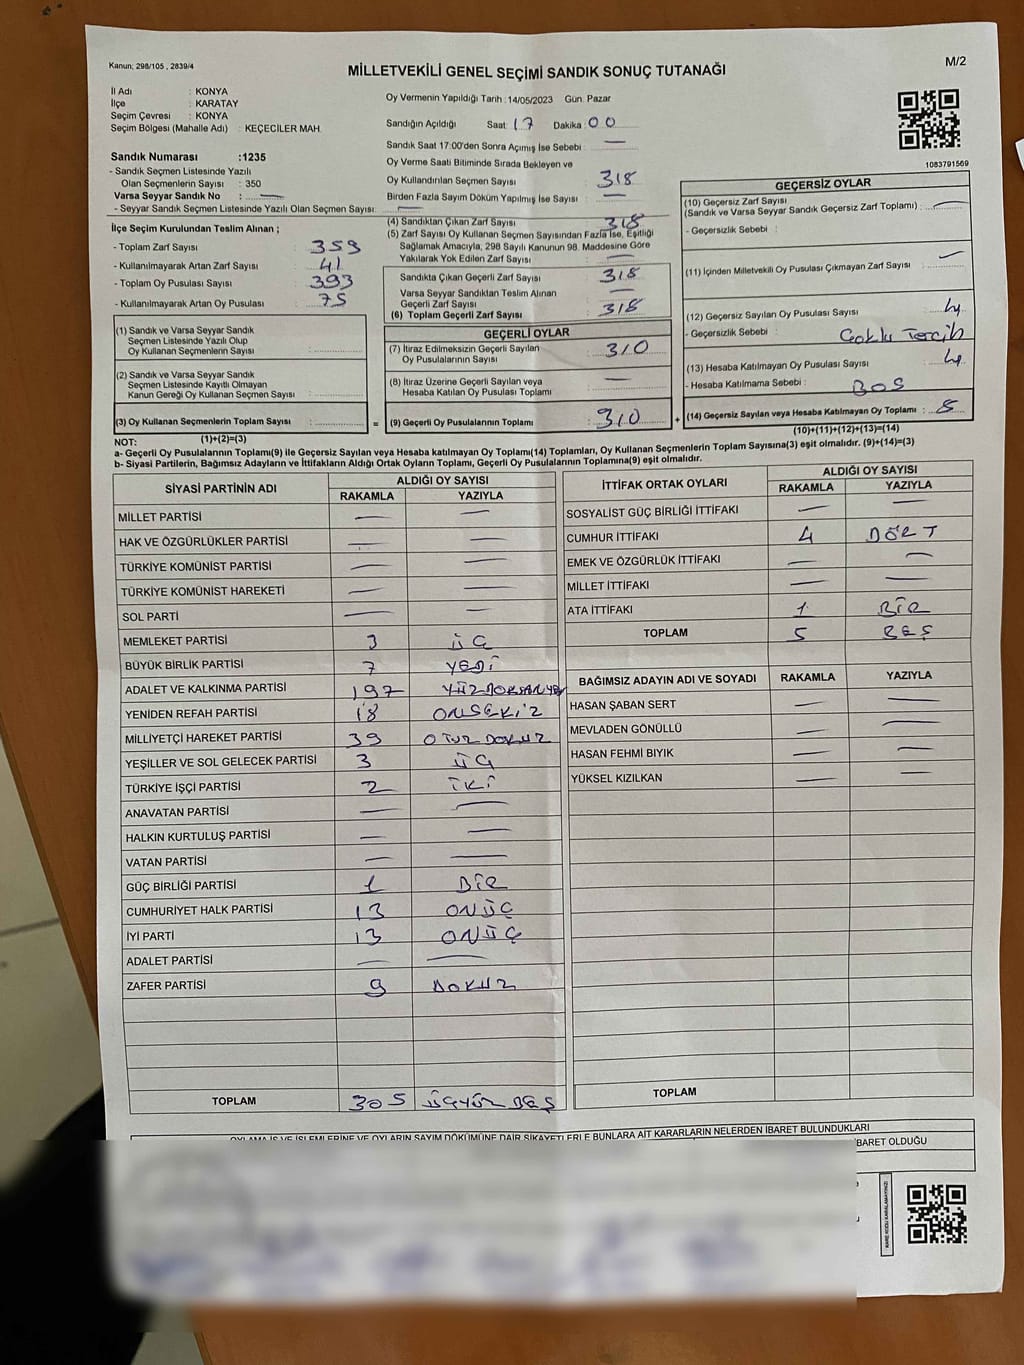 Kanun; 298/105 , 2839/4
MİLLETVEKİLİ GENEL SEÇİMİ SANDIK SONUÇ TUTANAĞI
M/2
İl Adı : KONYA
İlçe : KARATAY
Seçim Çevresi : KONYA
Seçim Bölgesi (Mahalle Adı) : KEÇECİLER MAH.
Sandık Numarası :1235
- Sandık Seçmen Listesinde Yazılı
Olan Seçmenlerin Sayısı : 350
Varsa Seyyar Sandık No : —
- Seyyar Sandık Seçmen Listesinde Yazılı Olan Seçmen Sayısı: —
Oy Vermenin Yapıldığı Tarih :14/05/2023 Gün: Pazar
Sandığın Açıldığı Saat: 17 Dakika: 00
Sandık Saat 17:00'den Sonra Açımış İse Sebebi : —
Oy Verme Saati Bitiminde Sırada Bekleyen ve
Oy Kullandırılan Seçmen Sayısı : 318
Birden Fazla Sayım Döküm Yapılmış İse Sayısı : —
1083791569
İlçe Seçim Kurulundan Teslim Alınan ;
- Toplam Zarf Sayısı : 359
- Kullanılmayarak Artan Zarf Sayısı : 41
- Toplam Oy Pusulası Sayısı : 393
- Kullanılmayarak Artan Oy Pusulası : 75
(4) Sandıktan Çıkan Zarf Sayısı : 318
(5) Zarf Sayısı Oy Kullanan Seçmen Sayısından Fazla İse, Eşitliği
Sağlamak Amacıyla, 298 Sayılı Kanunun 98. Maddesine Göre
Yakılarak Yok Edilen Zarf Sayısı : —
Sandıkta Çıkan Geçerli Zarf Sayısı : 318
Varsa Seyyar Sandıktan Teslim Alınan
Geçerli Zarf Sayısı : —
(6) Toplam Geçerli Zarf Sayısı : 318
GEÇERSİZ OYLAR
(10) Geçersiz Zarf Sayısı
(Sandık ve Varsa Seyyar Sandık Geçersiz Zarf Toplamı) : —
- Geçersizlik Sebebi :
(11) İçinden Milletvekili Oy Pusulası Çıkmayan Zarf Sayısı : —
(12) Geçersiz Sayılan Oy Pusulası Sayısı : 4
- Geçersizlik Sebebi : Çoklu Tercih
(13) Hesaba Katılmayan Oy Pusulası Sayısı : 4
- Hesaba Katılmama Sebebi : BOŞ
(14) Geçersiz Sayılan veya Hesaba Katılmayan Oy Toplamı : 8
(10)+(11)+(12)+(13)=(14)
(1) Sandık ve Varsa Seyyar Sandık
Seçmen Listesinde Yazılı Olup
Oy Kullanan Seçmenlerin Sayısı :
(2) Sandık ve Varsa Seyyar Sandık
Seçmen Listesinde Kayıtlı Olmayan
Kanun Gereği Oy Kullanan Seçmen Sayısı :
(3) Oy Kullanan Seçmenlerin Toplam Sayısı : =
(1)+(2)=(3)
GEÇERLİ OYLAR
(7) İtiraz Edilmeksizin Geçerli Sayılan
Oy Pusulalarının Sayısı : 310
(8) İtiraz Üzerine Geçerli Sayılan veya
Hesaba Katılan Oy Pusulası Toplamı : —
(9) Geçerli Oy Pusulalarının Toplamı : 310 +
NOT:
a- Geçerli Oy Pusulalarının Toplamı(9) ile Geçersiz Sayılan veya Hesaba katılmayan Oy Toplamı(14) Toplamları, Oy Kullanan Seçmenlerin Toplam Sayısına(3) eşit olmalıdır. (9)+(14)=(3)
b- Siyasi Partilerin, Bağımsız Adayların ve İttifakların Aldığı Ortak Oyların Toplamı, Geçerli Oy Pusulalarının Toplamına(9) eşit olmalıdır.
SİYASİ PARTİNİN ADI ALDIĞI OY SAYISI
RAKAMLA YAZIYLA
MİLLET PARTİSİ — —
HAK VE ÖZGÜRLÜKLER PARTİSİ — —
TÜRKİYE KOMÜNİST PARTİSİ — —
TÜRKİYE KOMÜNİST HAREKETİ — —
SOL PARTİ — —
MEMLEKET PARTİSİ 3 ÜÇ
BÜYÜK BİRLİK PARTİSİ 7 YEDİ
ADALET VE KALKINMA PARTİSİ 197 YÜZDOKSANYE
YENİDEN REFAH PARTİSİ 18 ONSEKİZ
MİLLİYETÇİ HAREKET PARTİSİ 39 OTUZ DOKUZ
YEŞİLLER VE SOL GELECEK PARTİSİ 3 ÜÇ
TÜRKİYE İŞÇİ PARTİSİ 2 İKİ
ANAVATAN PARTİSİ — —
HALKIN KURTULUŞ PARTİSİ — —
VATAN PARTİSİ — —
GÜÇ BİRLİĞİ PARTİSİ 1 BİR
CUMHURİYET HALK PARTİSİ 13 ONÜÇ
İYİ PARTİ 13 ONÜÇ
ADALET PARTİSİ — —
ZAFER PARTİSİ 9 DOKUZ
TOPLAM 305 ÜÇYÜZ BEŞ
İTTİFAK ORTAK OYLARI ALDIĞI OY SAYISI
RAKAMLA YAZIYLA
SOSYALİST GÜÇ BİRLİĞİ İTTİFAKI — —
CUMHUR İTTİFAKI 4 DÖRT
EMEK VE ÖZGÜRLÜK İTTİFAKI — —
MİLLET İTTİFAKI — —
ATA İTTİFAKI 1 BİR
TOPLAM 5 BEŞ
BAĞIMSIZ ADAYIN ADI VE SOYADI RAKAMLA YAZIYLA
HASAN ŞABAN SERT — —
MEVLADEN GÖNÜLLÜ — —
HASAN FEHMİ BIYIK — —
YÜKSEL KIZILKAN — —
TOPLAM
OYLAMA İŞ VE İŞLEMLERİNE VE OYLARIN SAYIM DÖKÜMÜNE DAİR ŞİKAYETLERLE BUNLARA AİT KARARLARIN NELERDEN İBARET BULUNDUKLARI
İBARET OLDUĞU
KARE KODU KARALAMAYINIZ!